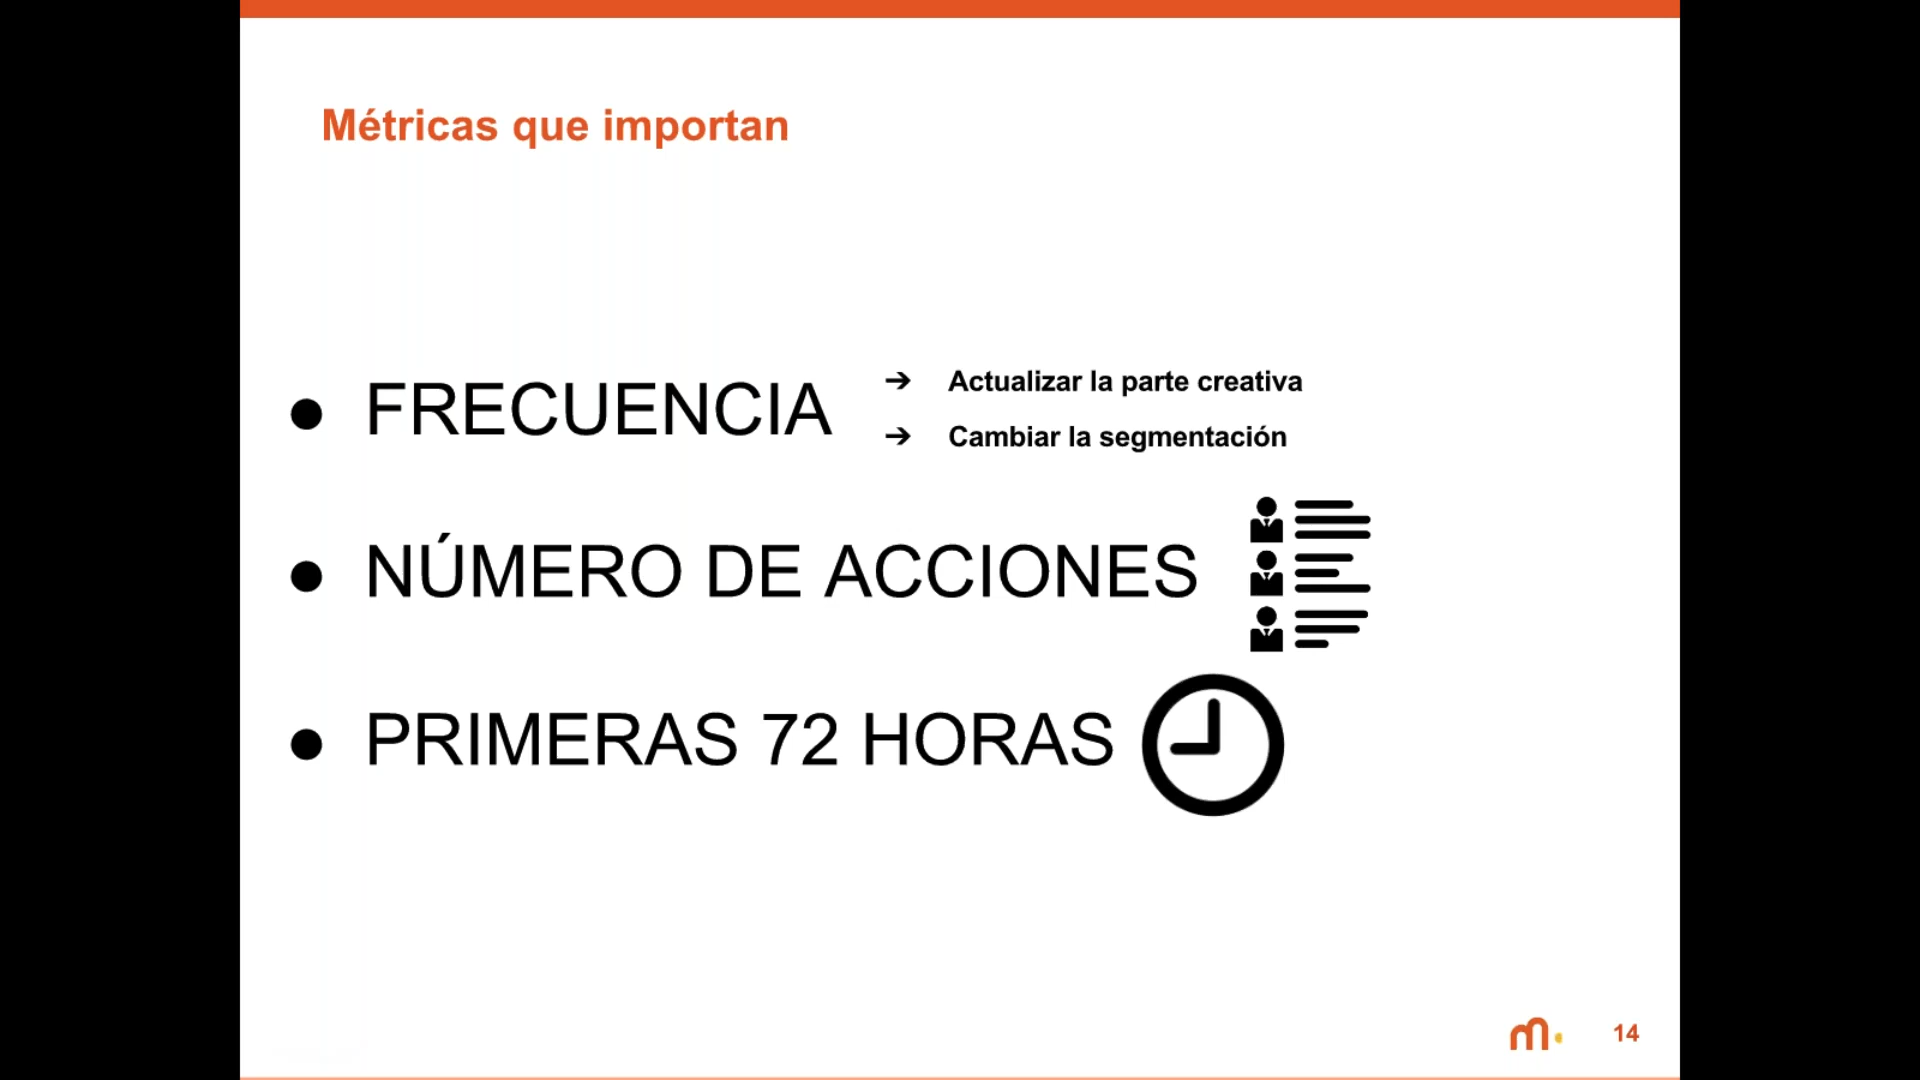 Métricas que importan
● FRECUENCIA
➔ Actualizar la parte creativa
➔ Cambiar la segmentación
● NÚMERO DE ACCIONES
● PRIMERAS 72 HORAS
m.
14